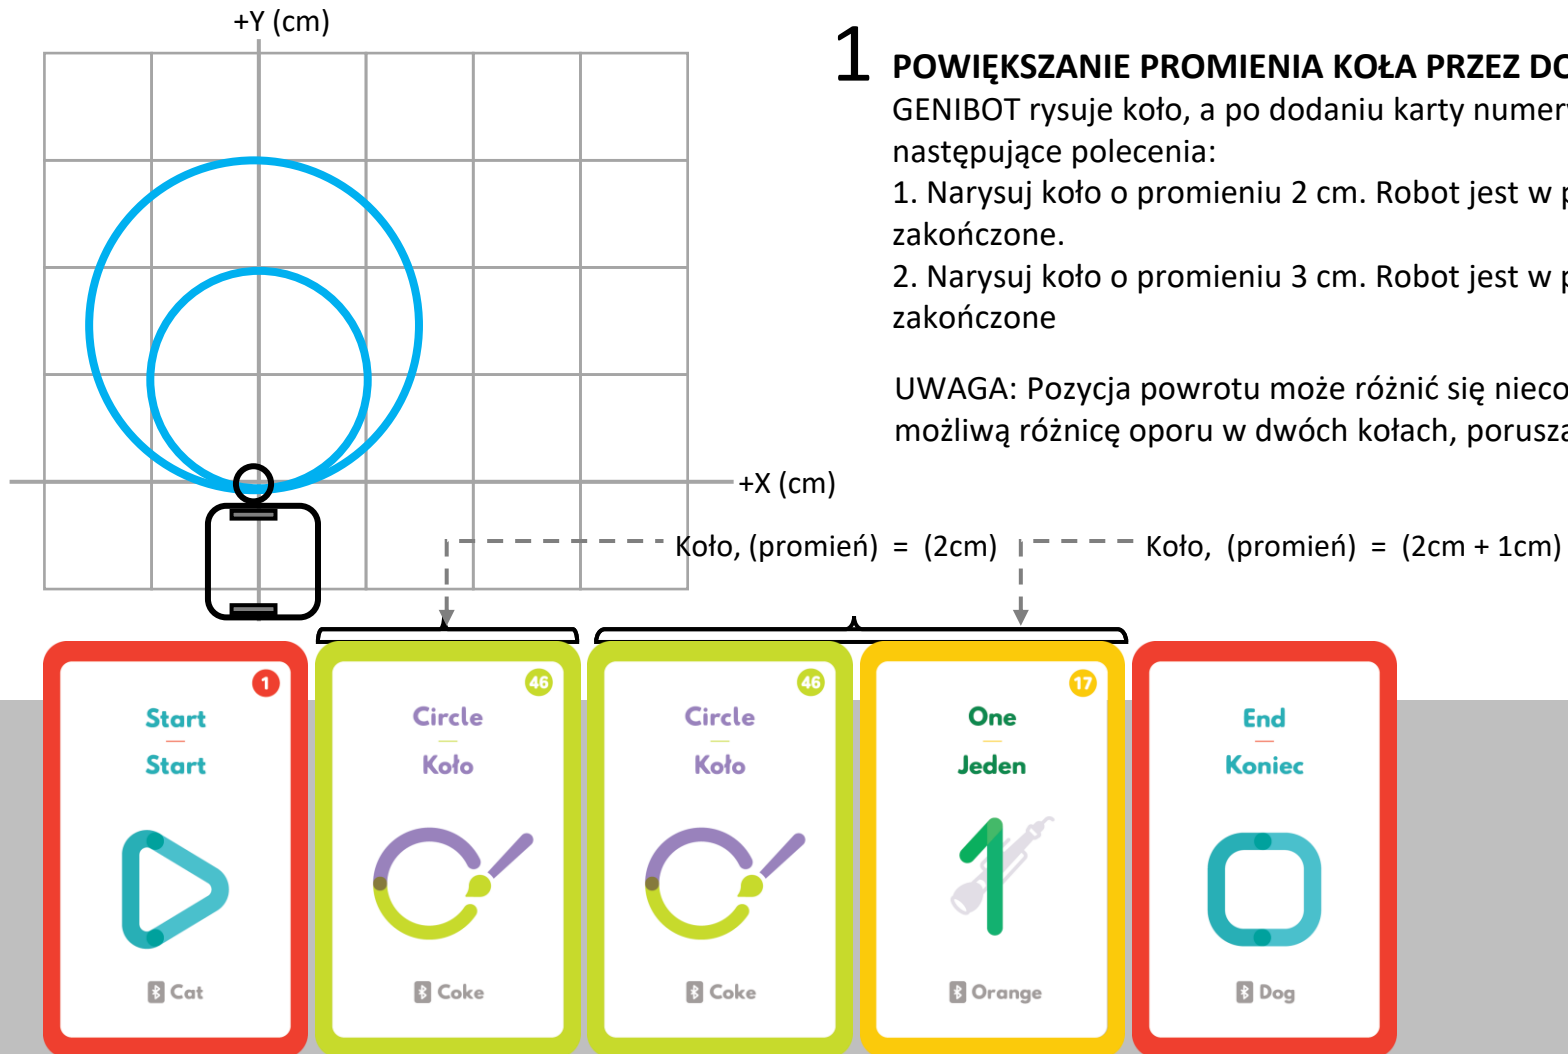 +Y (cm)
1 POWIĘKSZANIE PROMIENIA KOŁA PRZEZ
GENIBOT rysuje koło, a po dodaniu karty
następujące polecenia:
1. Narysuj koło o promieniu 2 cm. Robot jest w
zakończone.
2. Narysuj koło o promieniu 3 cm. Robot jest w
zakończone
UWAGA: Pozycja powrotu może różnić się nieco
możliwą różnicę oporu w dwóch kołach,
+X (cm)
Koło, (promień) = (2cm)
Koło, (promień) = (2cm + 1cm)
1
Start
Start
Cat
46
Circle
Koło
Coke
46
Circle
Koło
Coke
17
One
Jeden
1
Orange
End
Koniec
Dog